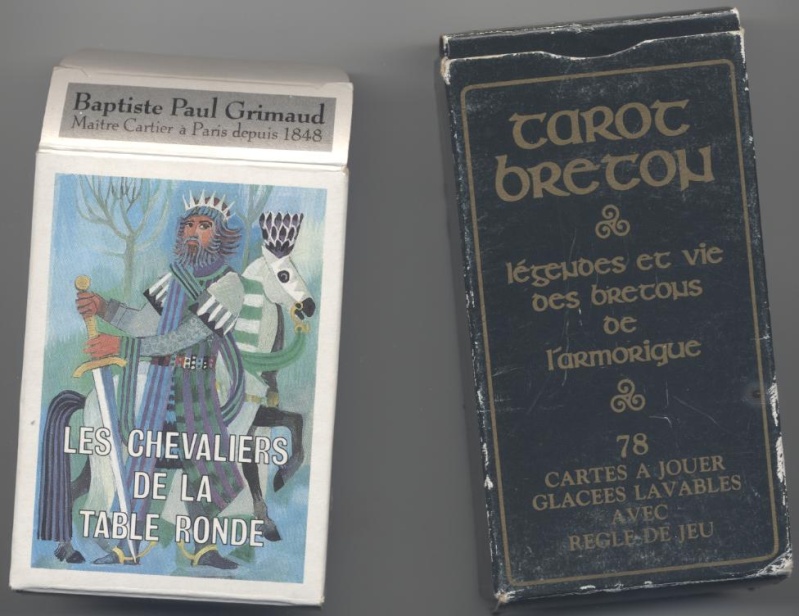 Baptiste Paul Grimaud
Maître Cartier à Paris depuis 1848
LES CHEVALIERS
DE LA
TABLE RONDE
tarot
breton
légendes et vie
des bretons
de
l'armorique
78
CARTES A JOUER
GLACEES LAVABLES
AVEC
REGLE DE JEU